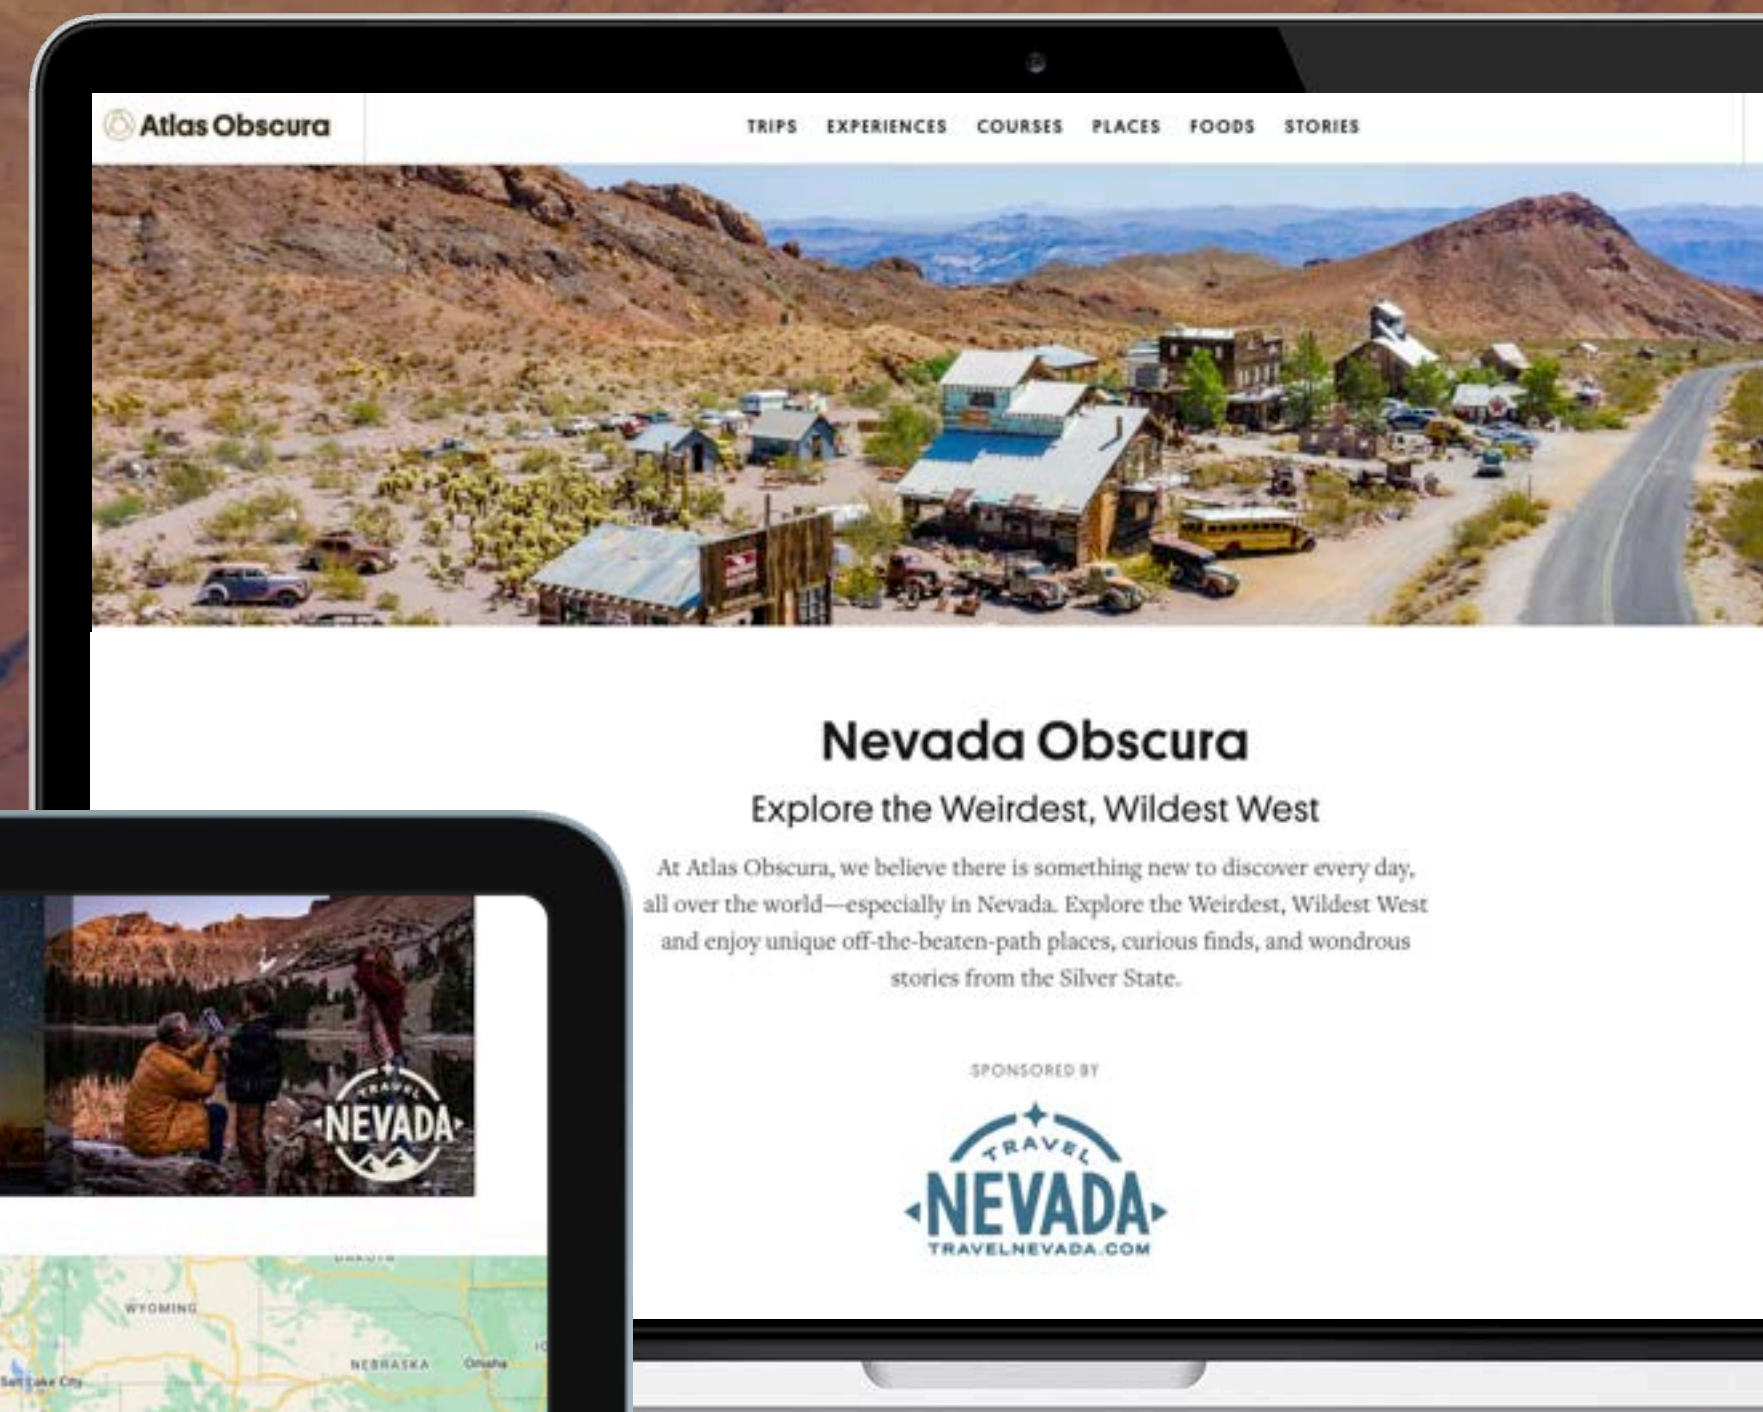 Atlas Obscura
TRIPS EXPERIENCES COURSES PLACES FOODS STORIES
Nevada Obscura
Explore the Weirdest, Wildest West
At Atlas Obscura, we believe there is something new to discover every day,
all over the world—especially in Nevada. Explore the Weirdest, Wildest West
and enjoy unique off-the-beaten-path places, curious finds, and wondrous
stories from the Silver State.
SPONSORED BY
TRAVEL
NEVADA
TRAVELNEVADA.COM
TRAVEL
NEVADA
DAKOTA
WYOMING
NEBRASKA
Omaha
Salt Lake City